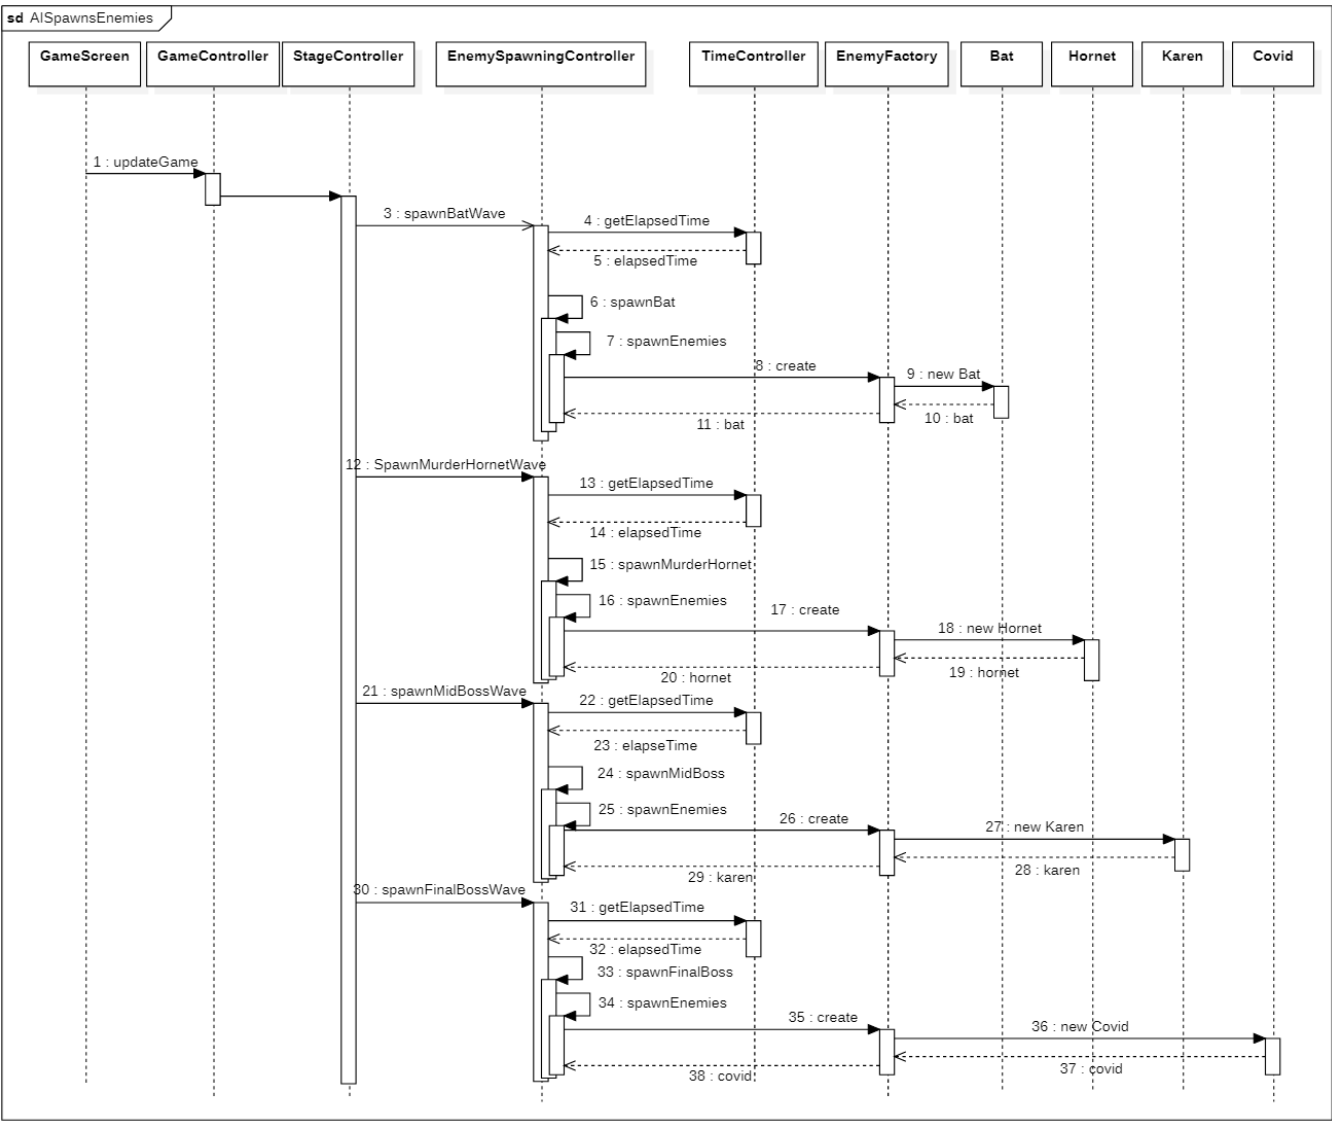 sd AISpawnsEnemies
GameScreen GameController StageController EnemySpawningController TimeController EnemyFactory Bat Hornet Karen Covid
1 : updateGame
3 : spawnBatWave
4 : getElapsedTime
5 : elapsedTime
6 : spawnBat
7 : spawnEnemies
8 : create
9 : new Bat
10 : bat
11 : bat
12 : SpawnMurderHornetWave
13 : getElapsedTime
14 : elapsedTime
15 : spawnMurderHornet
16 : spawnEnemies
17 : create
18 : new Hornet
19 : hornet
20 : hornet
21 : spawnMidBossWave
22 : getElapsedTime
23 : elapseTime
24 : spawnMidBoss
25 : spawnEnemies
26 : create
27 : new Karen
28 : karen
29 : karen
30 : spawnFinalBossWave
31 : getElapsedTime
32 : elapsedTime
33 : spawnFinalBoss
34 : spawnEnemies
35 : create
36 : new Covid
37 : covid
38 : covid